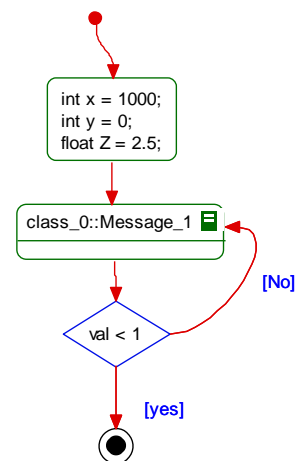 int x = 1000;
int y = 0;
float Z = 2.5;
class_0::Message_1
[No]
val < 1
[yes]